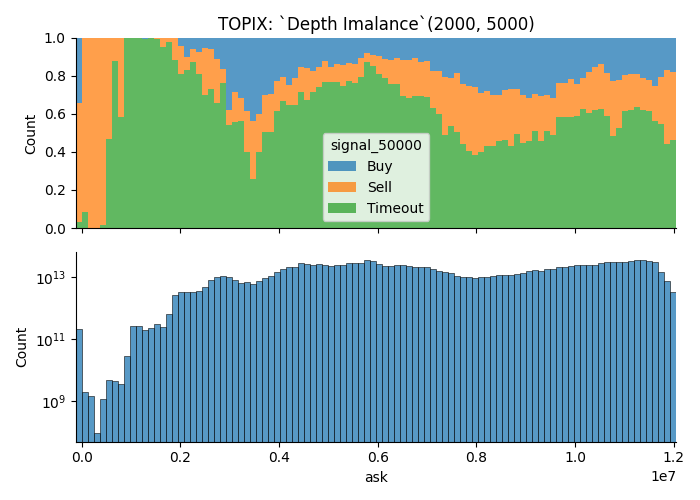 TOPIX: `Depth Imalance`(2000, 5000)
1.0
0.8
0.6
0.4
0.2
0.0
Count
signal_50000
Buy
Sell
Timeout
10^13
10^11
10^9
Count
0.0 0.2 0.4 0.6 0.8 1.0 1.2
1e7
ask